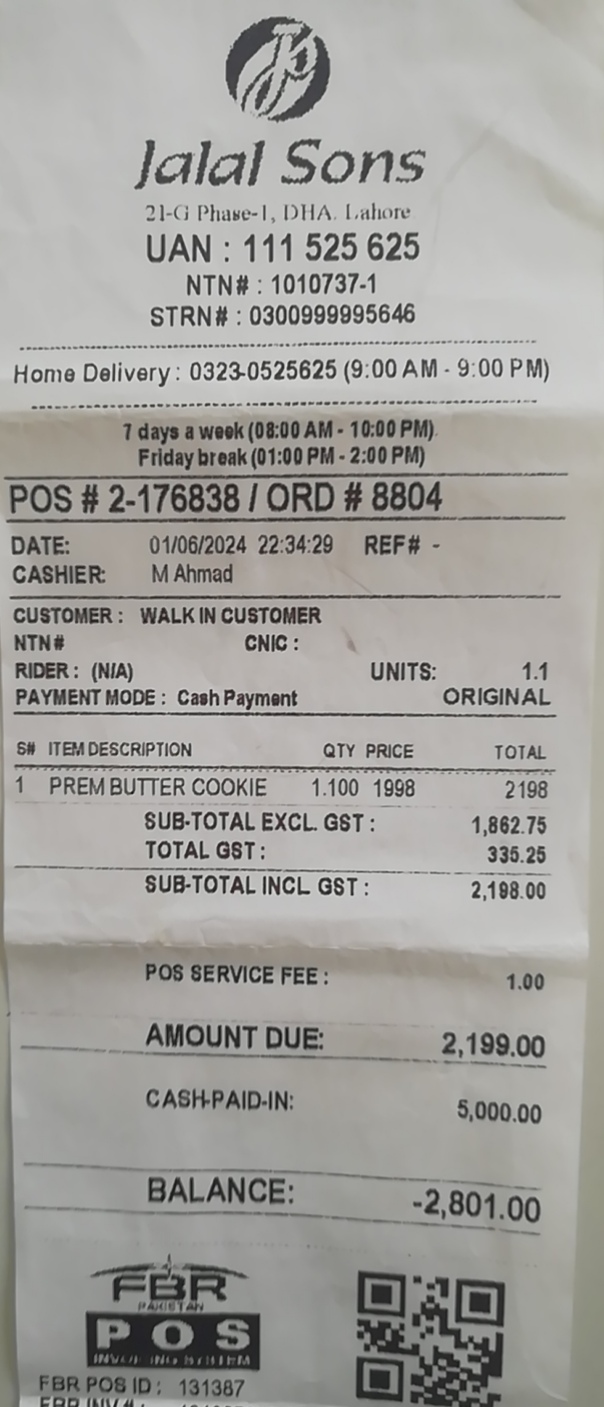 Jalal Sons
21-G Phase-1, DHA. Lahore
UAN : 111 525 625
NTN# : 1010737-1
STRN# : 0300999995646
Home Delivery : 0323-0525625 (9:00 AM - 9:00 PM)
7 days a week (08:00 AM - 10:00 PM)
Friday break (01:00 PM - 2:00 PM)
POS # 2-176838 / ORD # 8804
DATE: 01/06/2024 22:34:29 REF# -
CASHIER: M Ahmad
CUSTOMER : WALK IN CUSTOMER
NTN# CNIC :
RIDER : (N/A) UNITS: 1.1
PAYMENT MODE : Cash Payment ORIGINAL
S# ITEM DESCRIPTION QTY PRICE TOTAL
1 PREM BUTTER COOKIE 1.100 1998 2198
SUB-TOTAL EXCL. GST : 1,862.75
TOTAL GST : 335.25
SUB-TOTAL INCL. GST : 2,198.00
POS SERVICE FEE : 1.00
AMOUNT DUE: 2,199.00
CASH-PAID-IN: 5,000.00
BALANCE: -2,801.00
FBR
PAKISTAN
POS
INVOICING SYSTEM
FBR POS ID : 131387
FBR INV # :